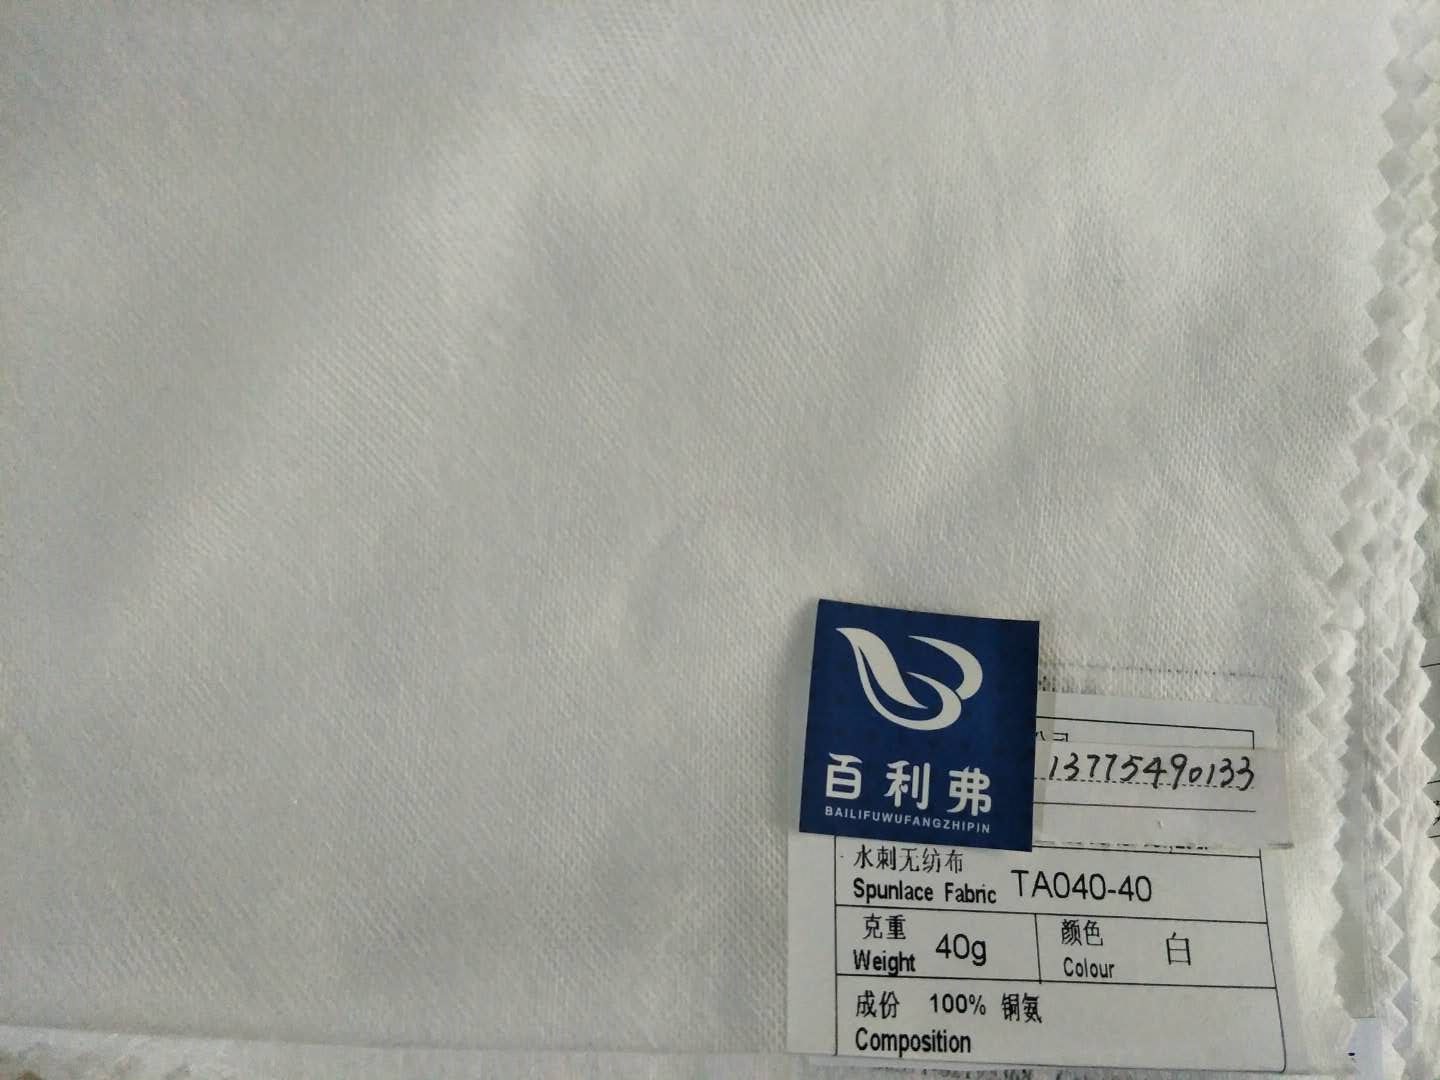 百利弗
BAILIFUWUFANGZHIPIN
13775490133
水刺无纺布
Spunlace Fabric TA040-40
克重 40g 颜色 白
Weight Colour
成份 100% 铜氨
Composition